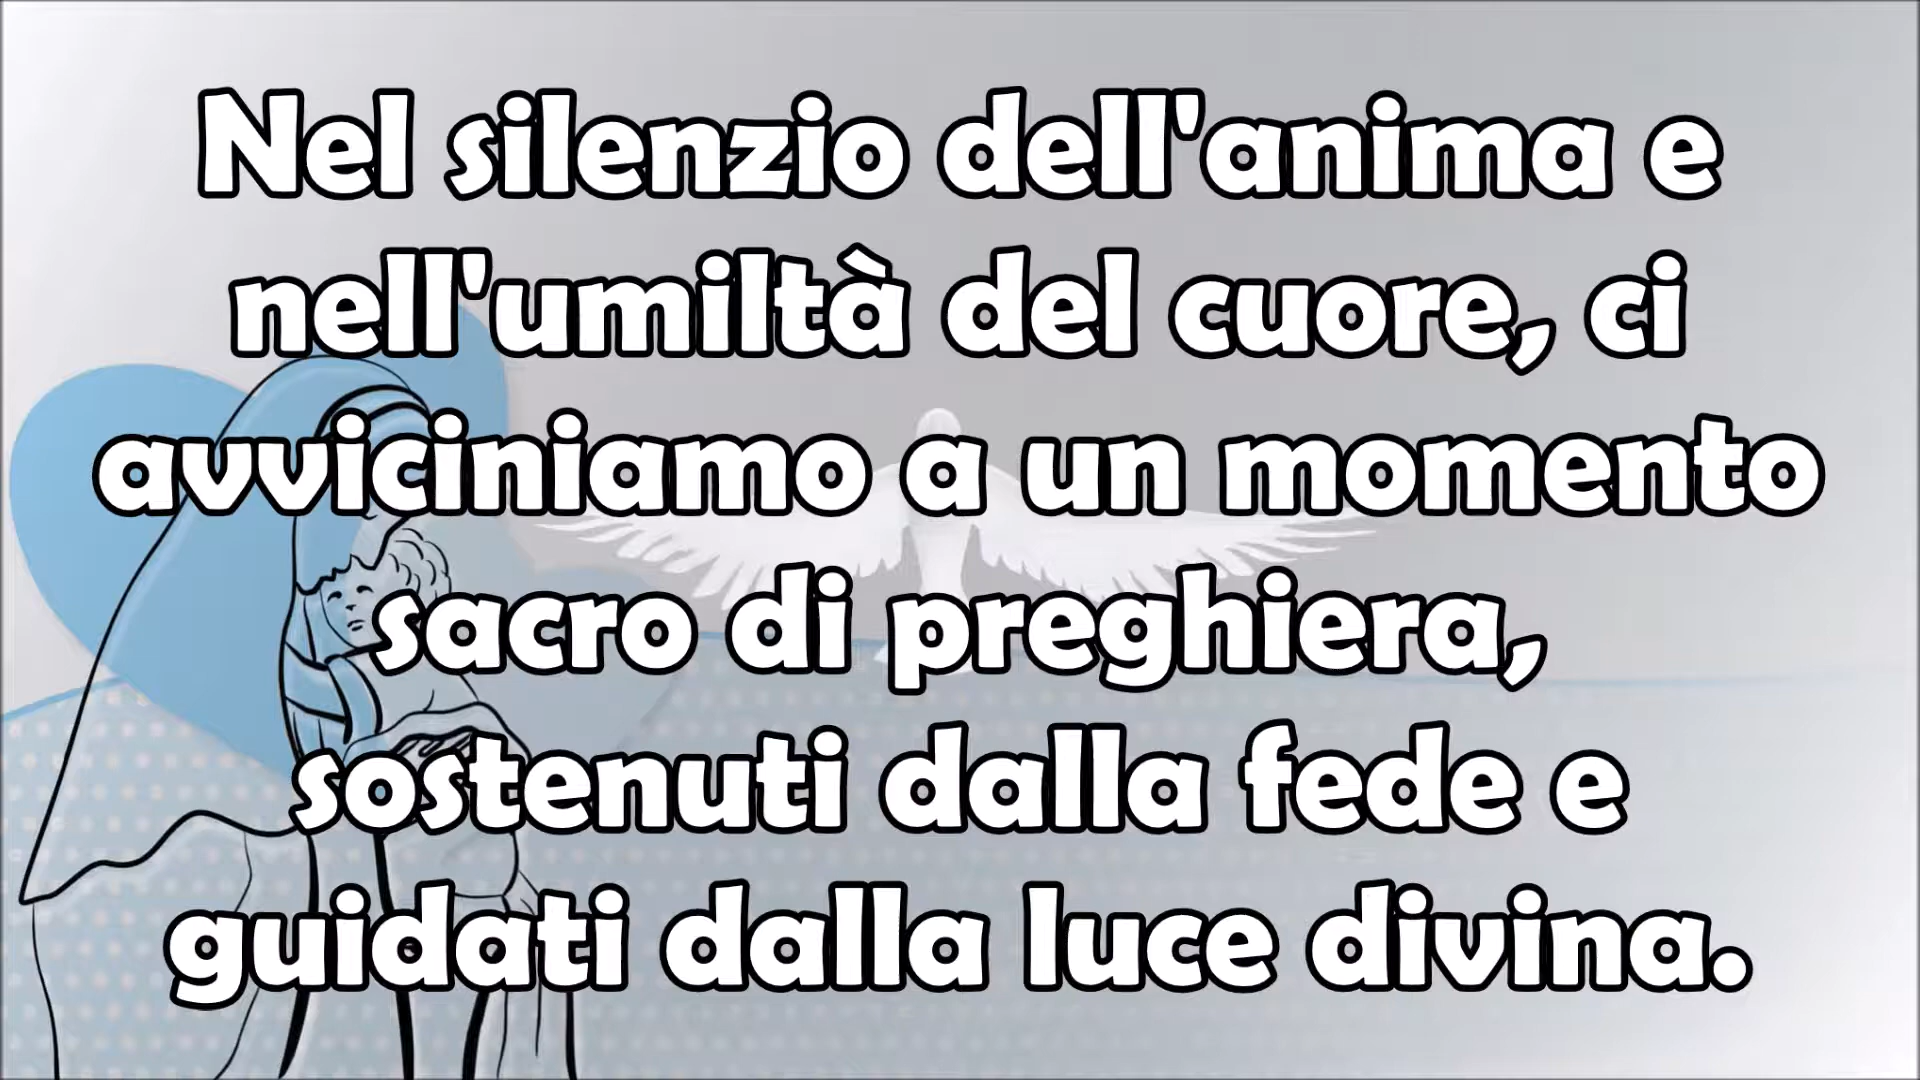 Nel silenzio dell'anima e
nell'umiltà del cuore, ci
avviciniamo a un momento
sacro di preghiera,
sostenuti dalla fede e
guidati dalla luce divina.